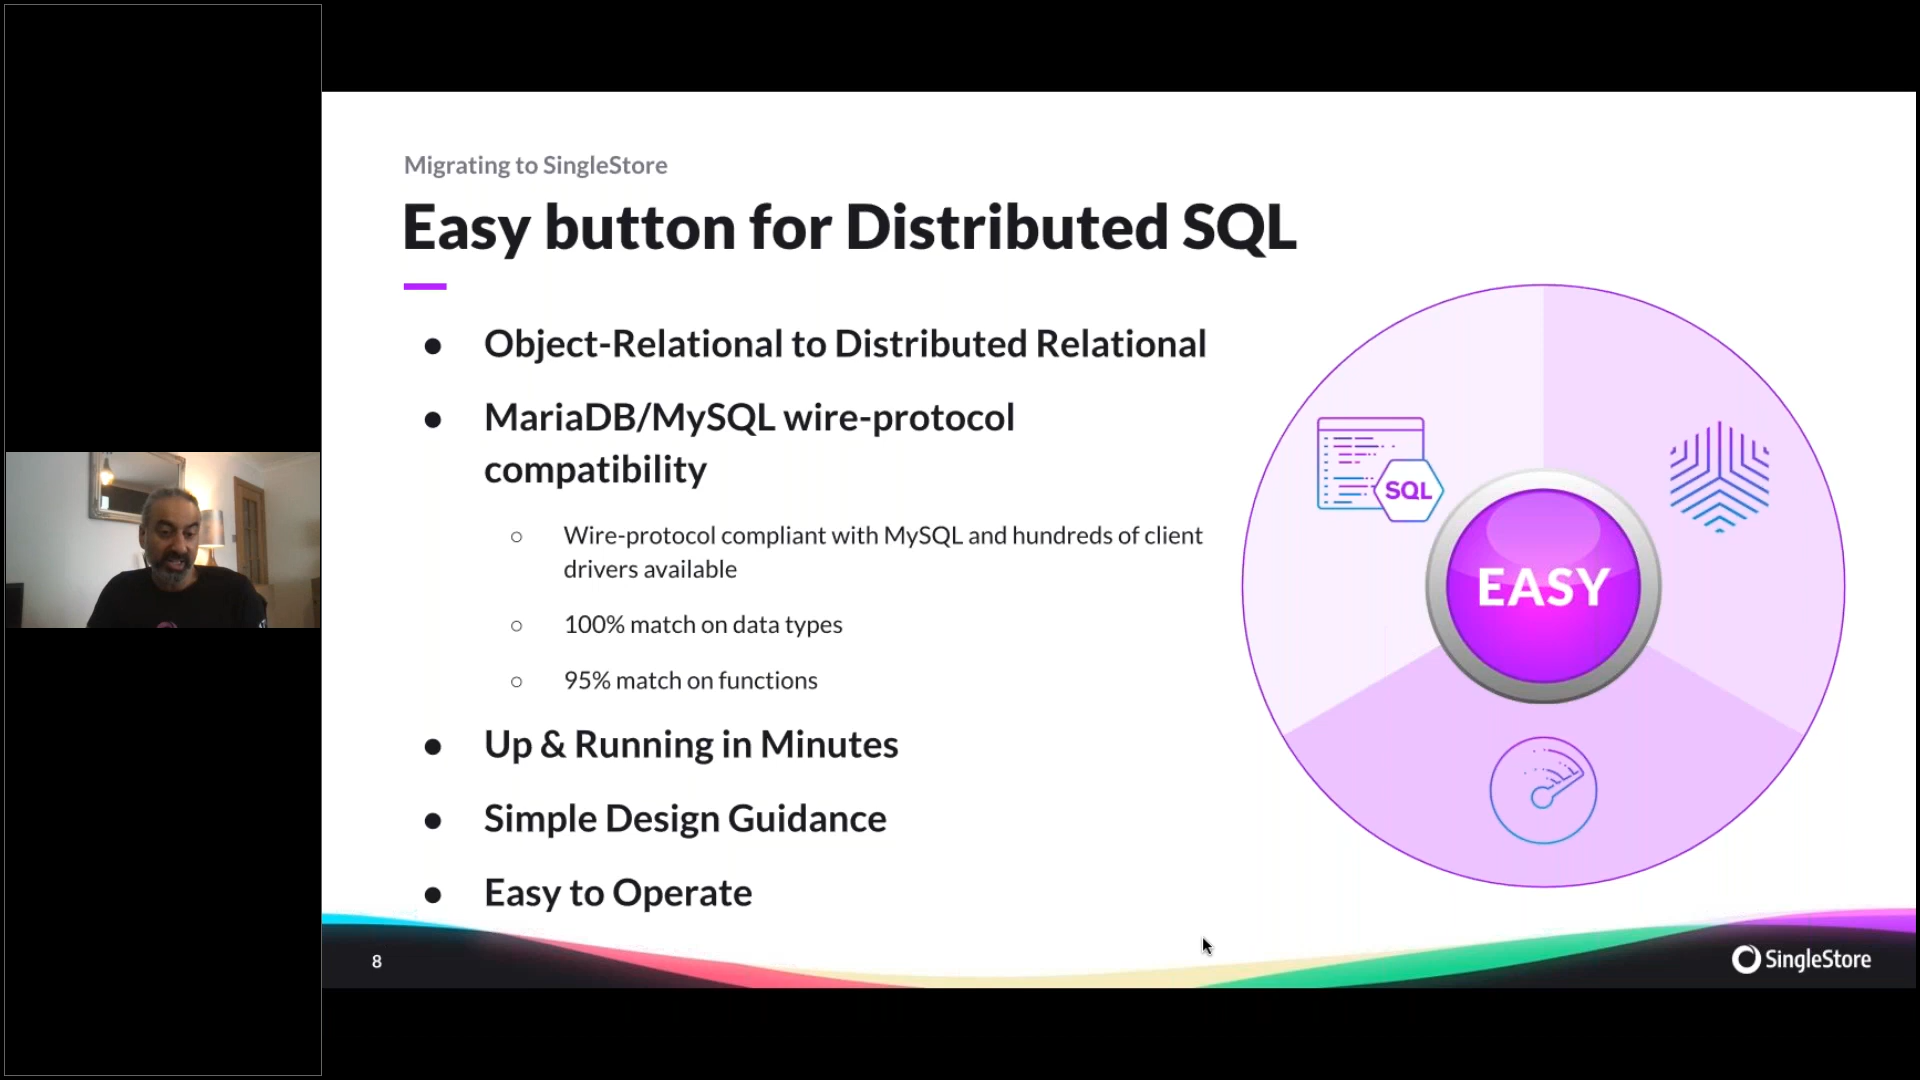 Migrating to SingleStore
Easy button for Distributed SQL
● Object-Relational to Distributed Relational
● MariaDB/MySQL wire-protocol
compatibility
○ Wire-protocol compliant with MySQL and hundreds of client
drivers available
○ 100% match on data types
○ 95% match on functions
● Up & Running in Minutes
● Simple Design Guidance
● Easy to Operate
SQL
EASY
8
SingleStore